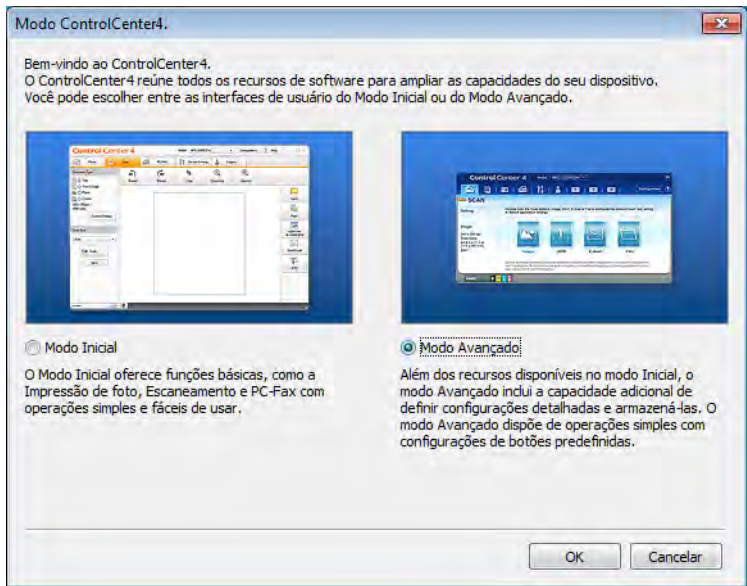 Modo ControlCenter4.
Bem-vindo ao ControlCenter4.
O ControlCenter4 reúne todos os recursos de software para ampliar as capacidades do seu dispositivo.
Você pode escolher entre as interfaces de usuário do Modo Inicial ou do Modo Avançado.
Control Center 4
Control Center 4
SCAN
Modo Inicial
O Modo Inicial oferece funções básicas, como a
Impressão de foto, Escaneamento e PC-Fax com
operações simples e fáceis de usar.
Modo Avançado
Além dos recursos disponíveis no modo Inicial, o
modo Avançado inclui a capacidade adicional de
definir configurações detalhadas e armazená-las. O
modo Avançado dispõe de operações simples com
configurações de botões predefinidas.
OK
Cancelar